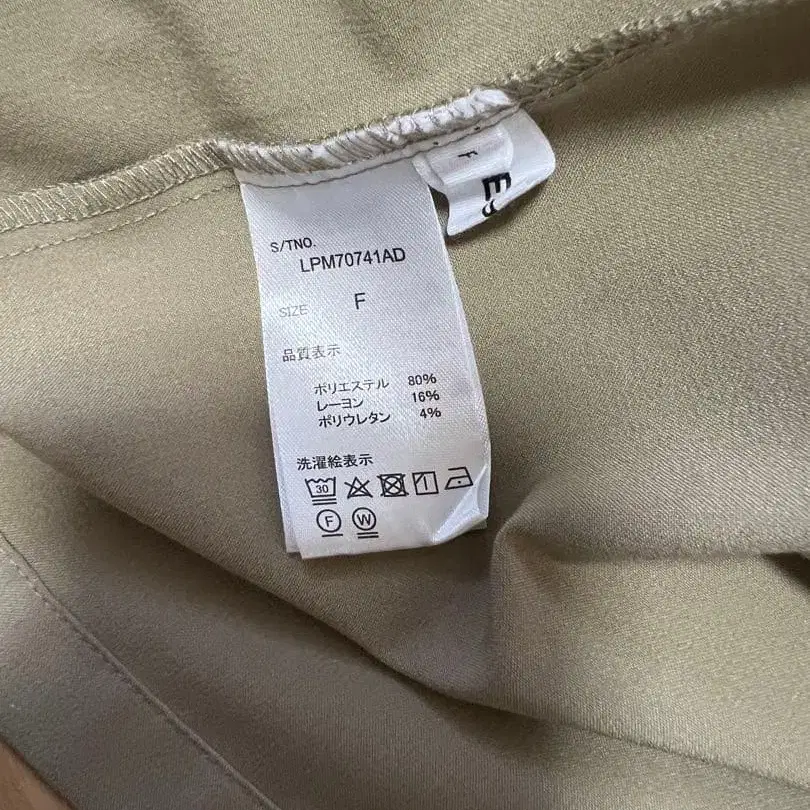 S/TNO.
LPM70741AD
SIZE F
品質表示
ポリエステル 80%
レーヨン 16%
ポリウレタン 4%
洗濯絵表示
30
F W
F